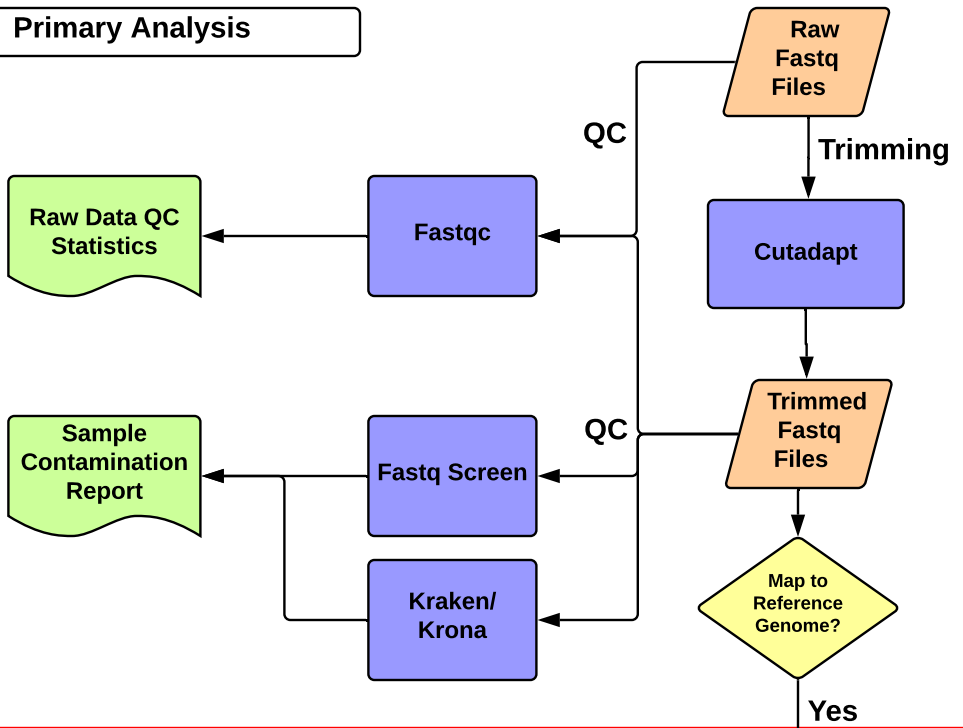 Primary Analysis
Raw
Fastq
Files
QC
Trimming
Raw Data QC
Statistics
Fastqc
Cutadapt
Trimmed
Fastq
Files
QC
Sample
Contamination
Report
Fastq Screen
Kraken/
Krona
Map to
Reference
Genome?
Yes